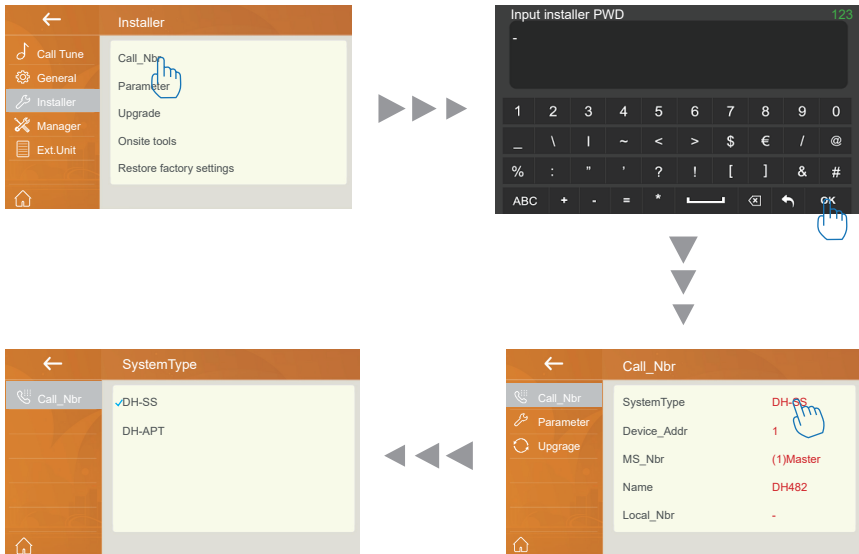 Installer
Call Tune
General
Installer
Manager
Ext.Unit
Call_Nbr
Parameter
Upgrade
Onsite tools
Restore factory settings
Input installer PWD 123
-
1 2 3 4 5 6 7 8 9 0
_ \ | ~ < > $ € / @
% : " ' ? ! [ ] & #
ABC + - = * OK
SystemType
Call_Nbr
DH-SS
DH-APT
Call_Nbr
Call_Nbr
Parameter
Upgrage
SystemType DH-SS
Device_Addr 1
MS_Nbr (1)Master
Name DH482
Local_Nbr -